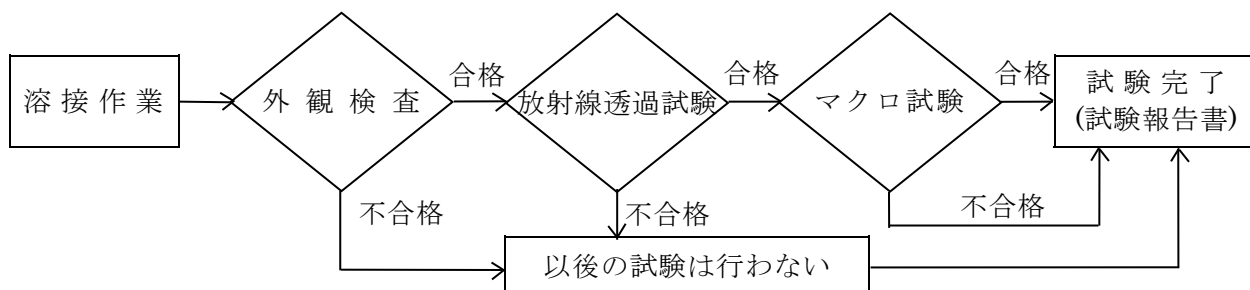 溶接作業
外観検査
合格
放射線透過試験
合格
マクロ試験
合格
試験完了
(試験報告書)
不合格
不合格
不合格
以後の試験は行わない